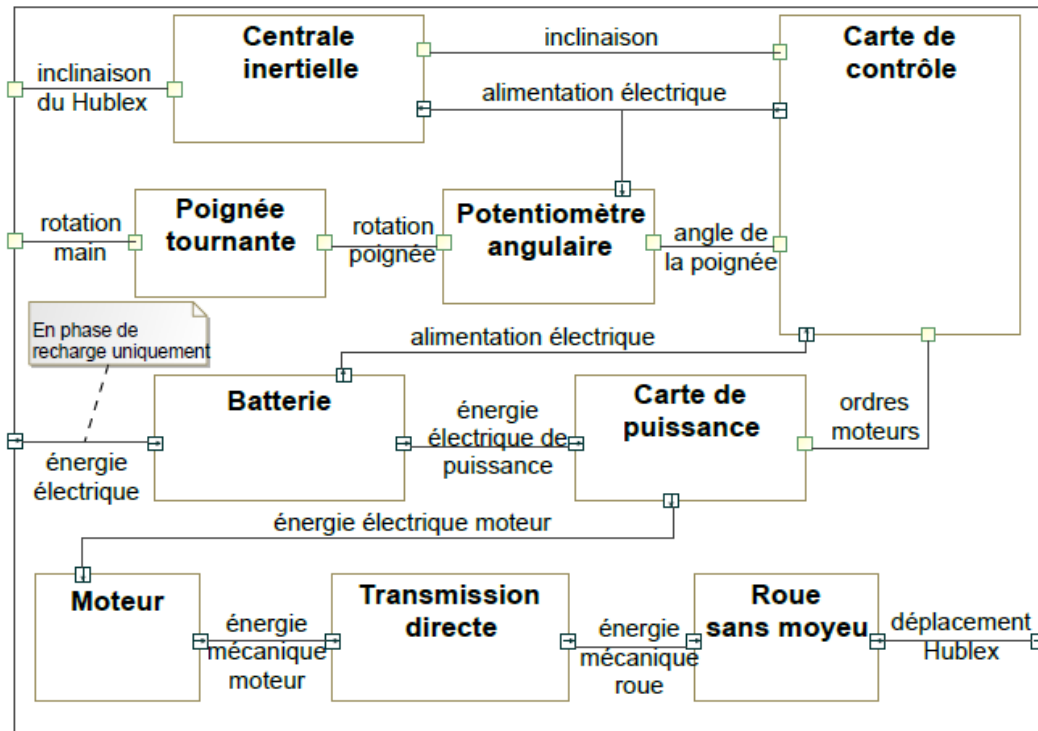 Centrale
inertielle
inclinaison
Carte de
contrôle
inclinaison
du Hublex
alimentation électrique
rotation
main
Poignée
tournante
rotation
poignée
Potentiomètre
angulaire
angle de
la poignée
En phase de
recharge uniquement
alimentation électrique
énergie
électrique
Batterie
énergie
électrique de
puissance
Carte de
puissance
ordres
moteurs
énergie électrique moteur
Moteur
énergie
mécanique
moteur
Transmission
directe
énergie
mécanique
roue
Roue
sans moyeu
déplacement
Hublex